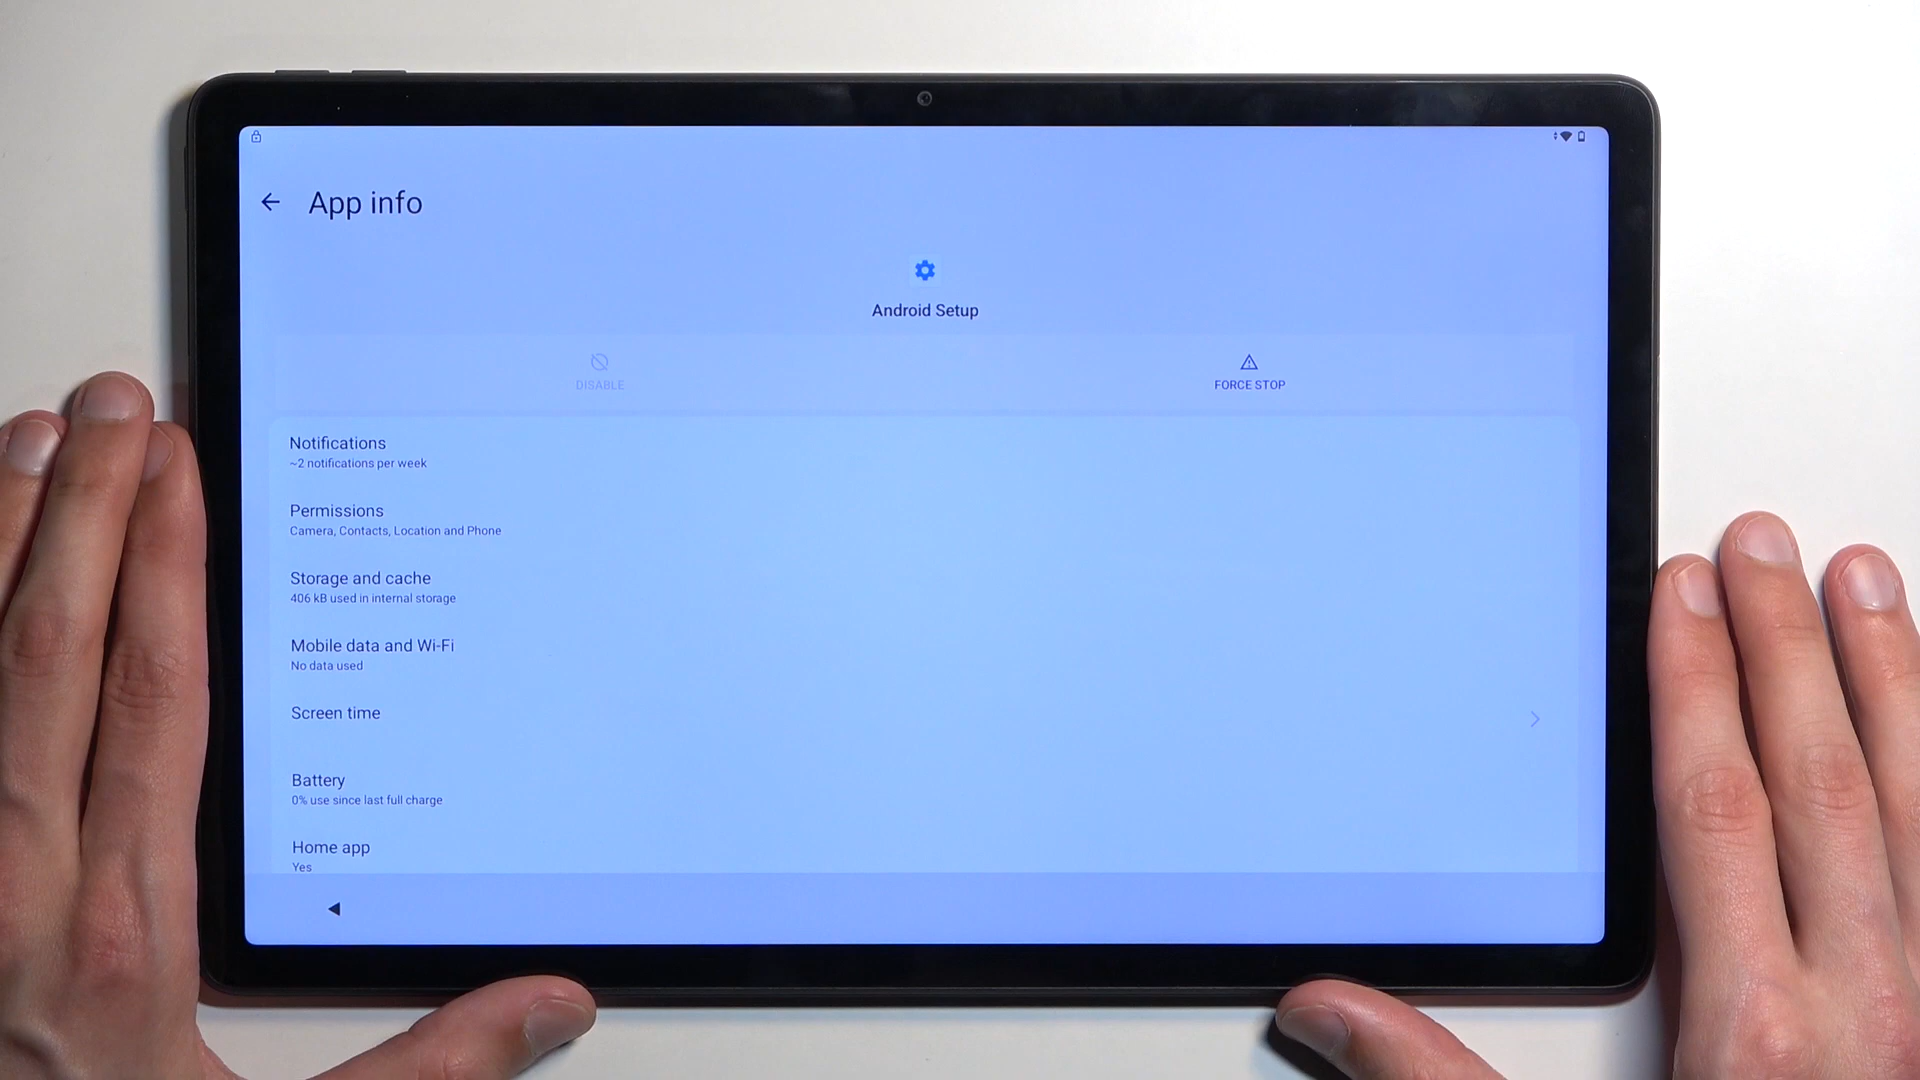 App info
Android Setup
DISABLE
FORCE STOP
Notifications
~2 notifications per week
Permissions
Camera, Contacts, Location and Phone
Storage and cache
406 kB used in internal storage
Mobile data and Wi-Fi
No data used
Screen time
Battery
0% use since last full charge
Home app
Yes